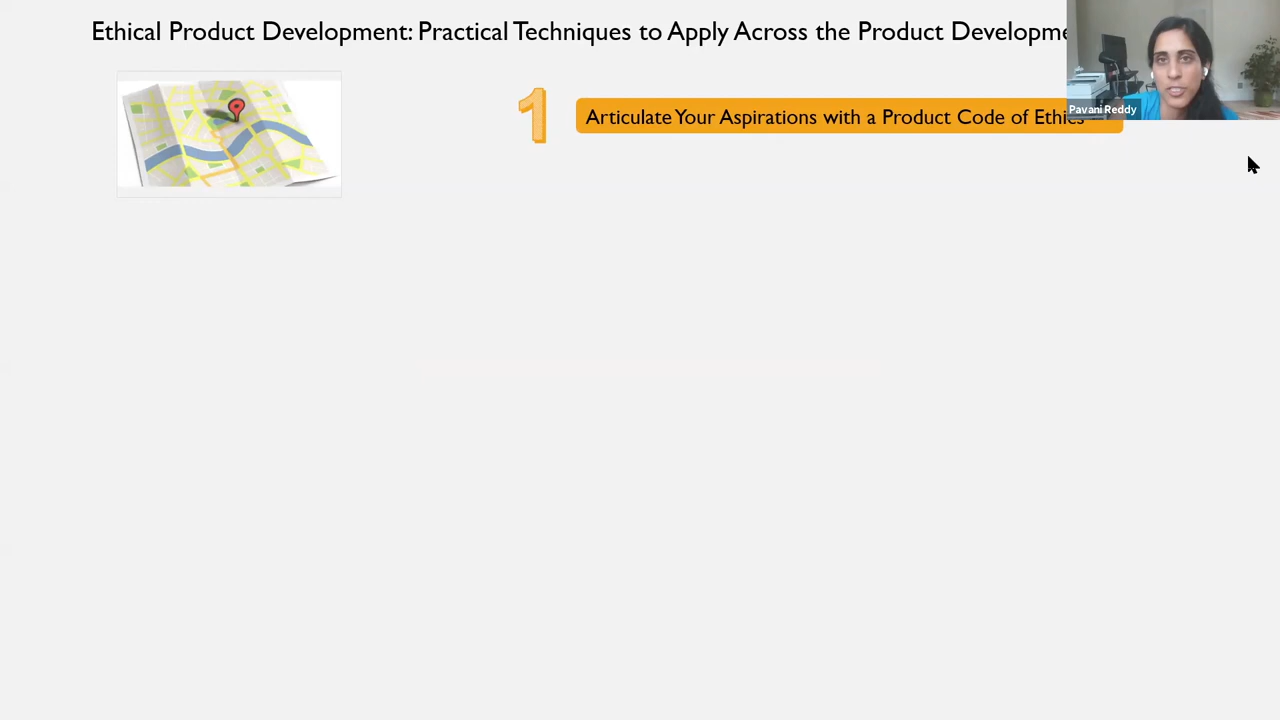 Ethical Product Development: Practical Techniques to Apply Across the Product Developme
1
Articulate Your Aspirations with a Product Code of Ethics
Pavani Reddy